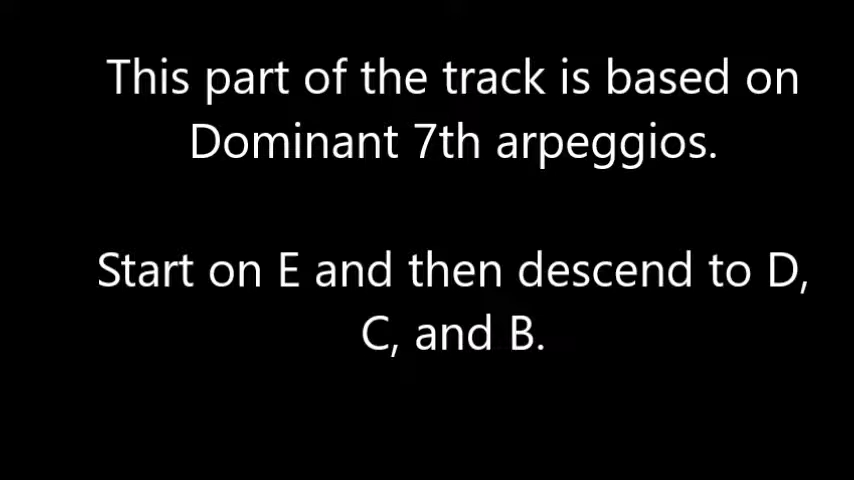 This part of the track is based on
Dominant 7th arpeggios.
Start on E and then descend to D,
C, and B.